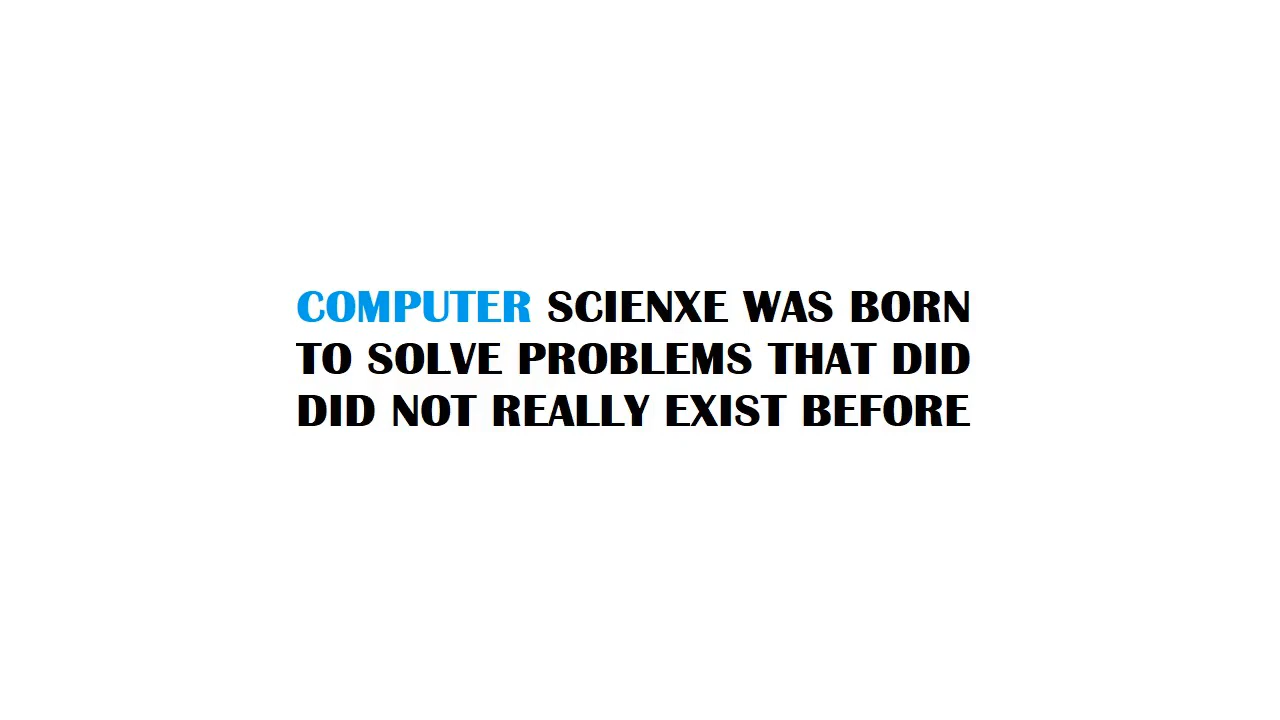 COMPUTER SCIENXE WAS BORN
TO SOLVE PROBLEMS THAT DID
DID NOT REALLY EXIST BEFORE